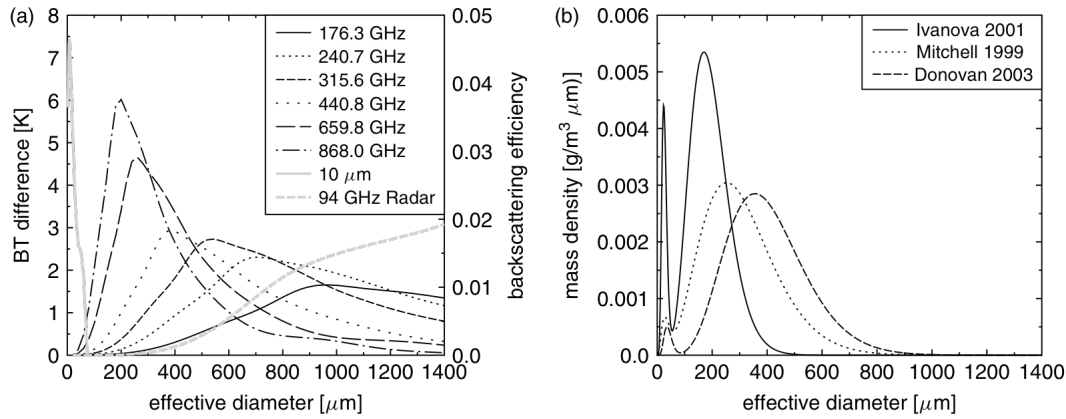 (a)
8
7
6
5
4
3
2
1
0
BT difference [K]
0 200 400 600 800 1000 1200 1400
effective diameter [μm]
0.05
0.04
0.03
0.02
0.01
0.0
backscattering efficiency
176.3 GHz
240.7 GHz
315.6 GHz
440.8 GHz
659.8 GHz
868.0 GHz
10 μm
94 GHz Radar
(b)
0.006
0.005
0.004
0.003
0.002
0.001
0.0
mass density [g/m³ μm)]
0 200 400 600 800 1000 1200 1400
effective diameter [μm]
Ivanova 2001
Mitchell 1999
Donovan 2003